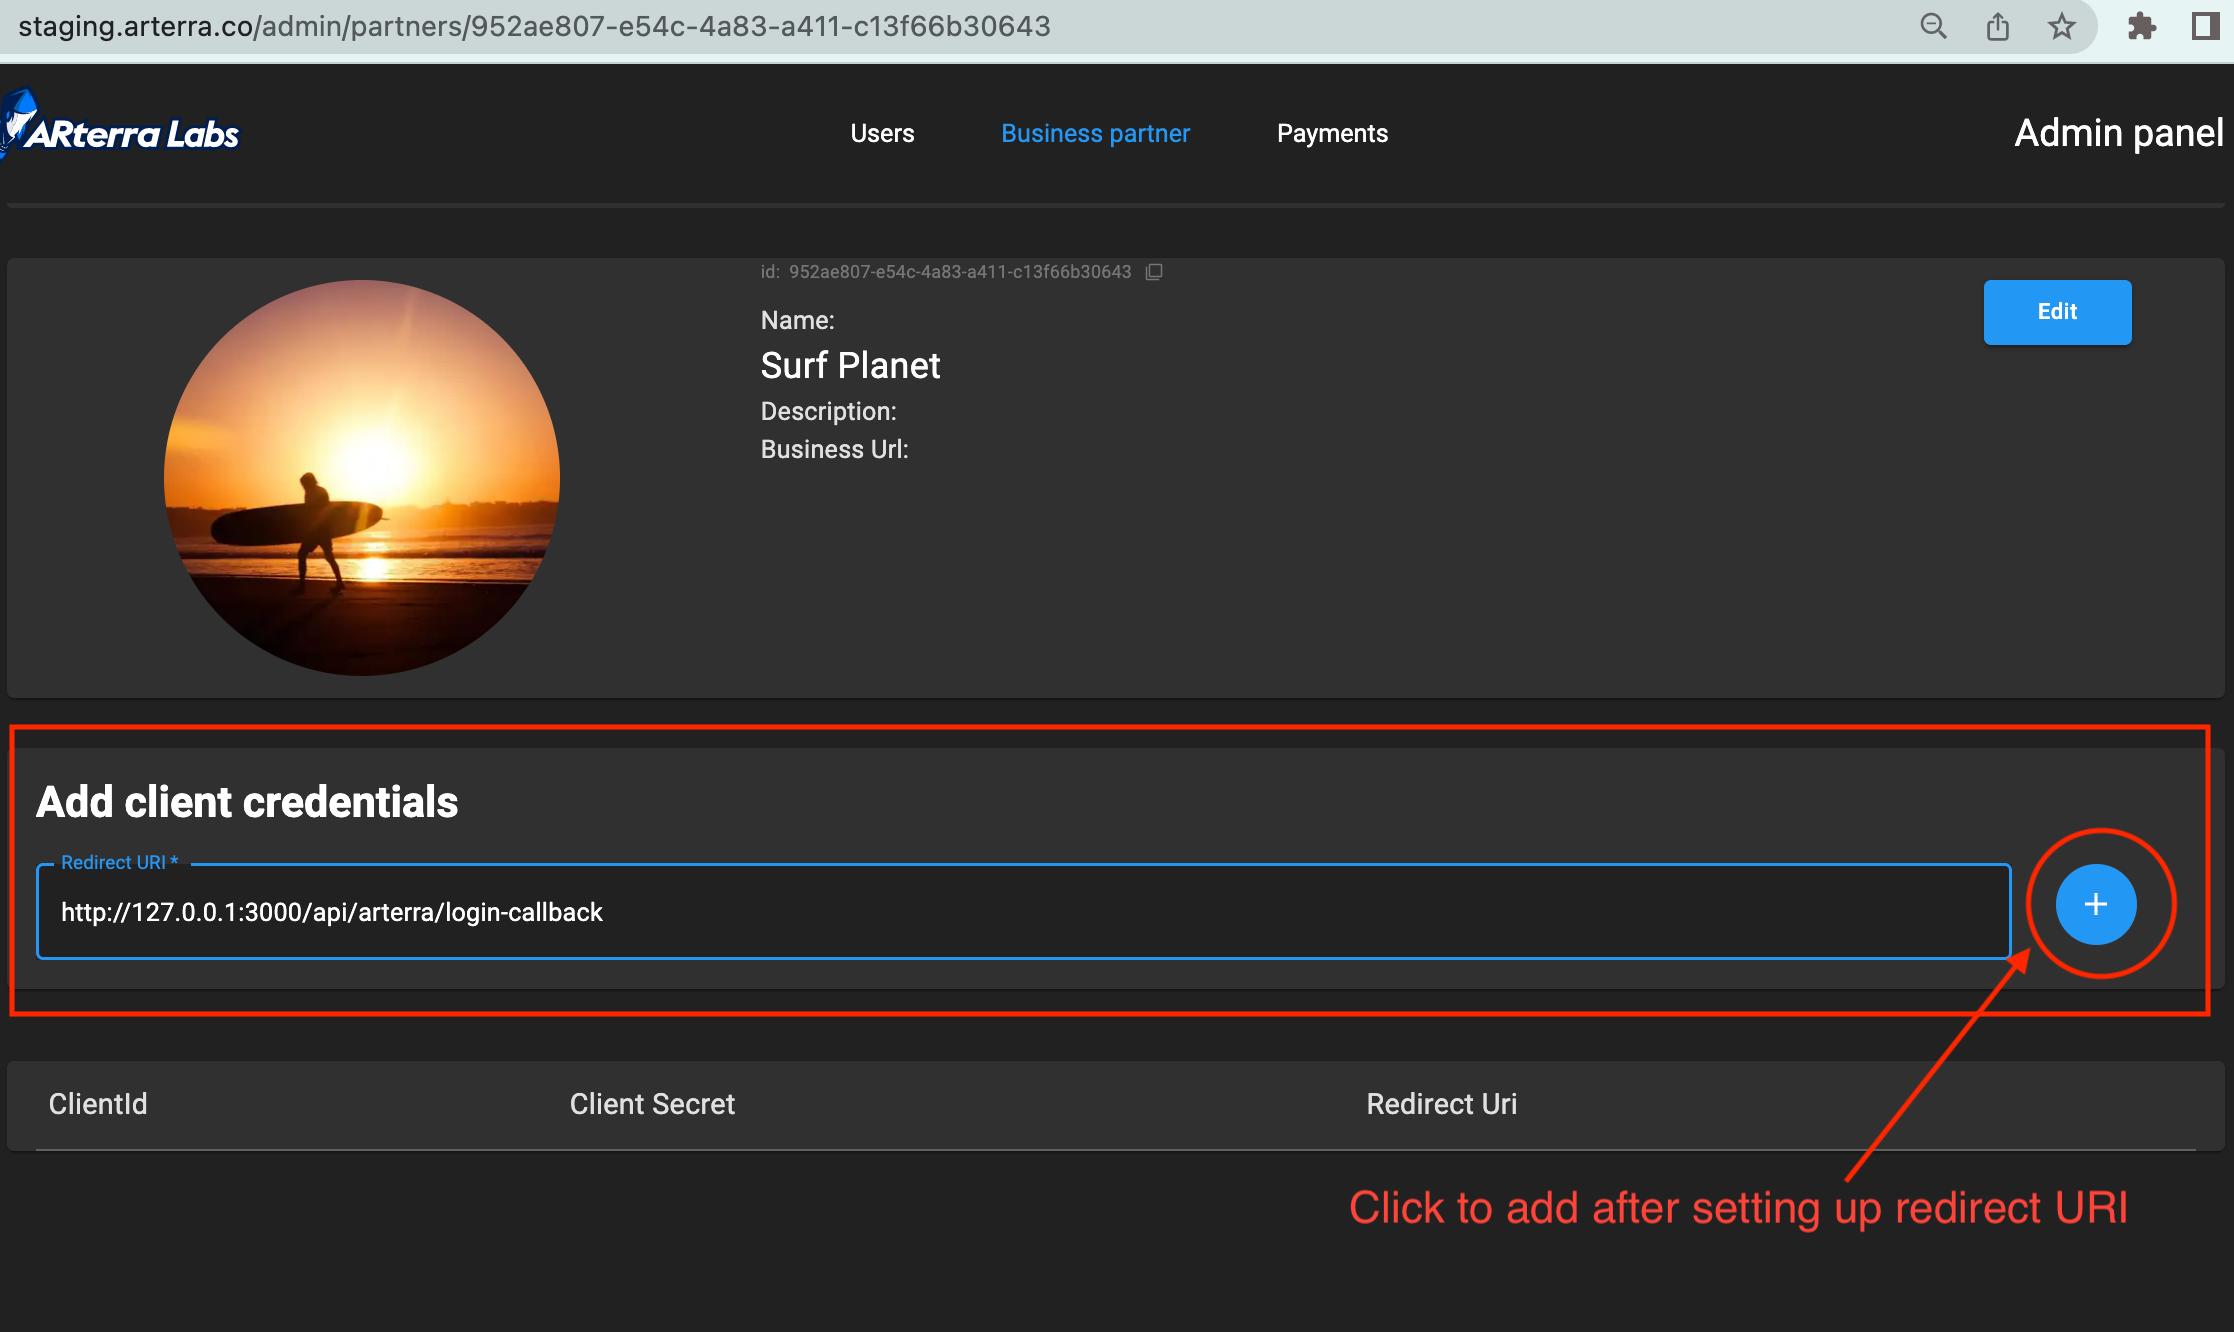 staging.arterra.co/admin/partners/952ae807-e54c-4a83-a411-c13f66b30643
ARterra Labs
Users
Business partner
Payments
Admin panel
id: 952ae807-e54c-4a83-a411-c13f66b30643
Edit
Name:
Surf Planet
Description:
Business Url:
Add client credentials
Redirect URI *
http://127.0.0.1:3000/api/arterra/login-callback
+
ClientId
Client Secret
Redirect Uri
Click to add after setting up redirect URI